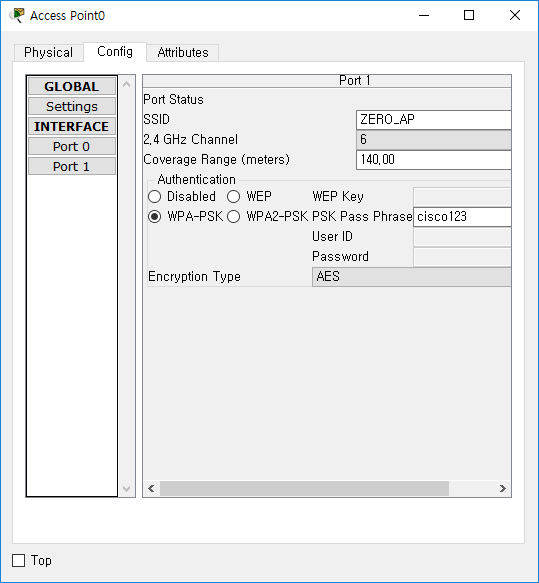 Access Point0
Physical Config Attributes
GLOBAL
Settings
INTERFACE
Port 0
Port 1
Port 1
Port Status
SSID ZERO_AP
2.4 GHz Channel 6
Coverage Range (meters) 140.00
Authentication
Disabled WEP WEP Key
WPA-PSK WPA2-PSK PSK Pass Phrase cisco123
User ID
Password
Encryption Type AES
Top